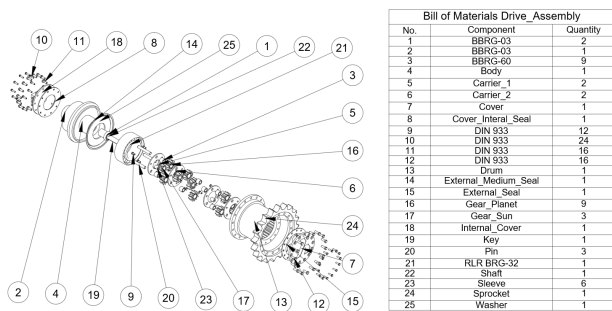 10 11 18 8 14 25 1 22 21
3
5
16
6
24
7
2 4 19 9 20 23 17 13 12 15
Bill of Materials Drive_Assembly
No. Component Quantity
1. BBRG-03 2
2 BBRG-03 1
3 BBRG-60 9
4 Body 1
5 Carrier_1 2
6 Carrier_2 2
7 Cover 1
8 Cover_Interal_Seal 1
9 DIN 933 12
10 DIN 933 24
11 DIN 933 16
12 DIN 933 16
13 Drum 1
14 External_Medium_Seal 1
15 External_Seal 1
16 Gear_Planet 9
17 Gear_Sun 3
18 Internal_Cover 1
19 Key 1
20 Pin 3
21 RLR BRG-32 1
22 Shaft 1
23 Sleeve 6
24 Sprocket 1
25 Washer 1